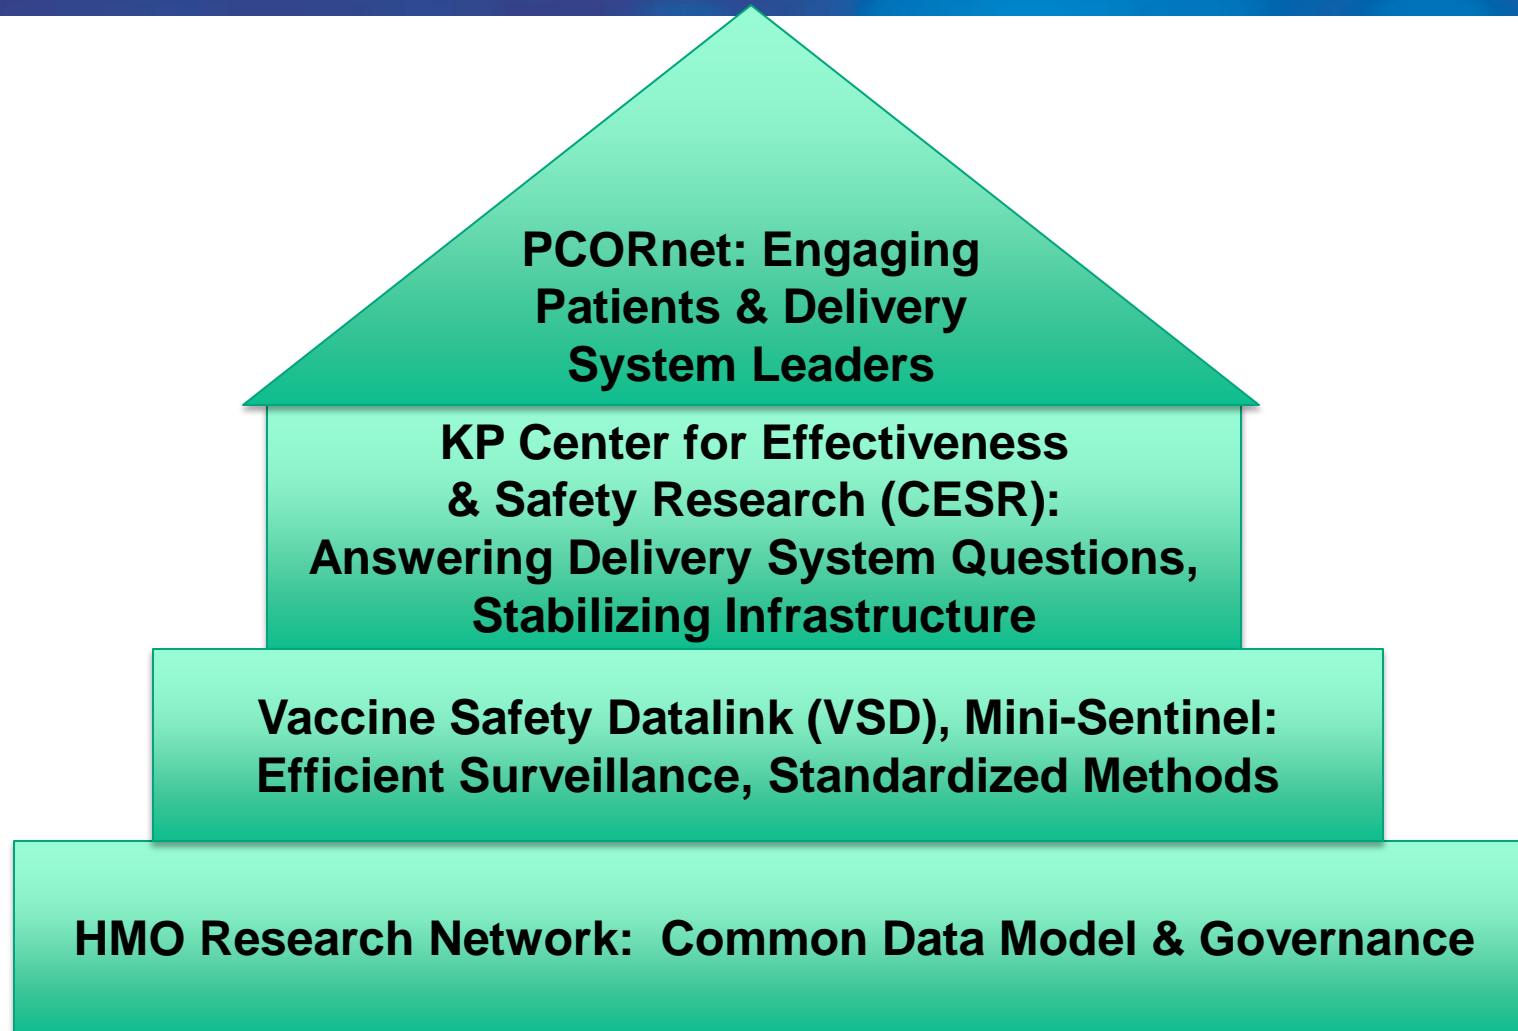 PCORnet: Engaging
Patients & Delivery
System Leaders
KP Center for Effectiveness
& Safety Research (CESR):
Answering Delivery System Questions,
Stabilizing Infrastructure
Vaccine Safety Datalink (VSD), Mini-Sentinel:
Efficient Surveillance, Standardized Methods
HMO Research Network:  Common Data Model & Governance